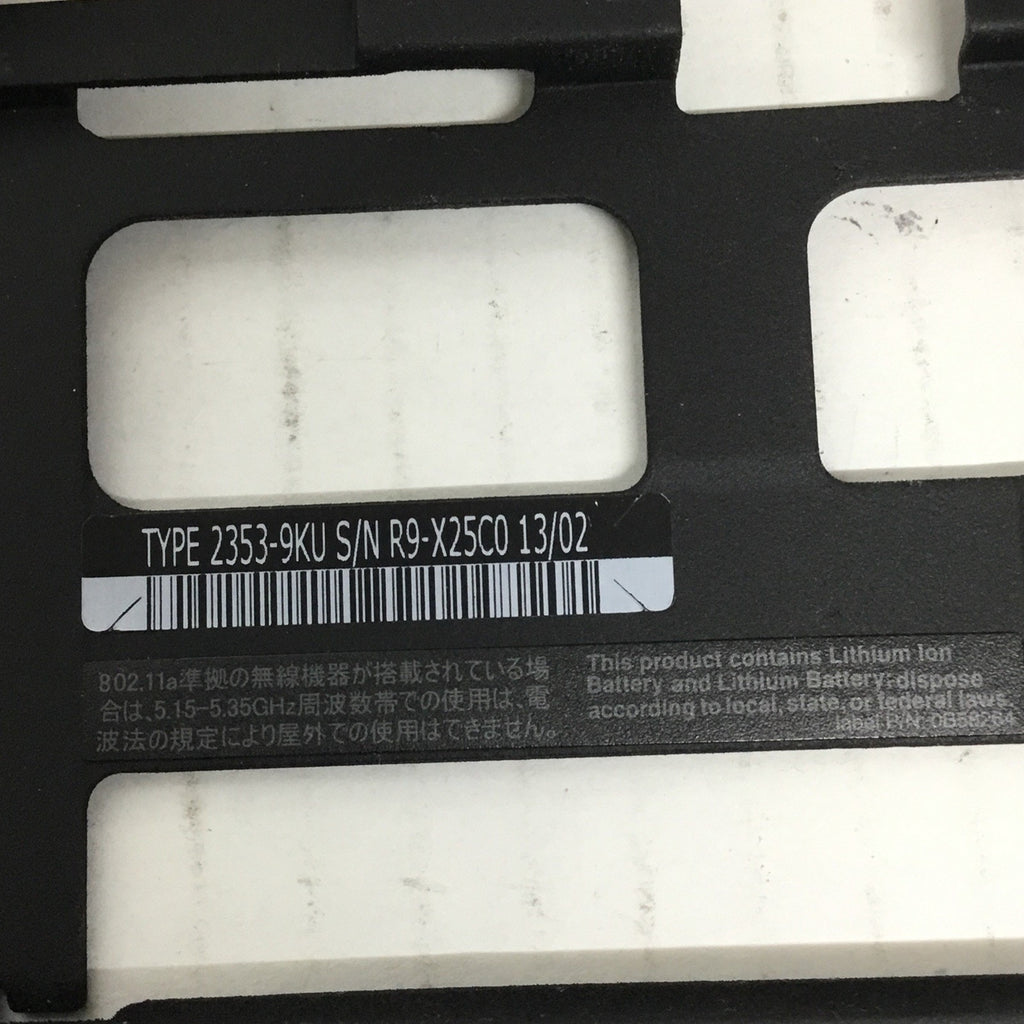 TYPE 2353-9KU S/N R9-X25C0 13/02
802.11a準拠の無線機器が搭載されている場
合は、5.15-5.35GHz周波数帯での使用は、電
波法の規定により屋外での使用はできません。
This product contains Lithium Ion
Battery and Lithium Battery:dispose
according to local, state, or federal laws.
label P/N: 0B58264